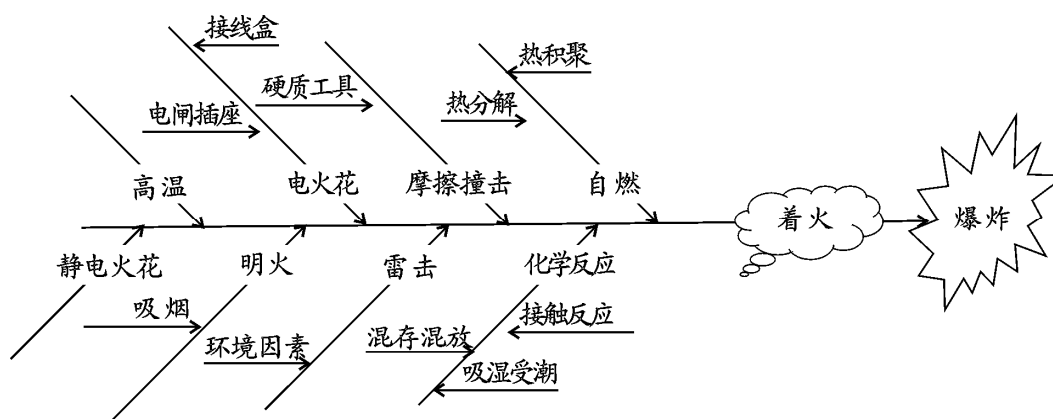 接线盒
硬质工具
热积聚
电闸插座
热分解
高温
电火花
摩擦撞击
自燃
着火
爆炸
静电火花
明火
雷击
化学反应
吸烟
环境因素
混存混放
接触反应
吸湿受潮